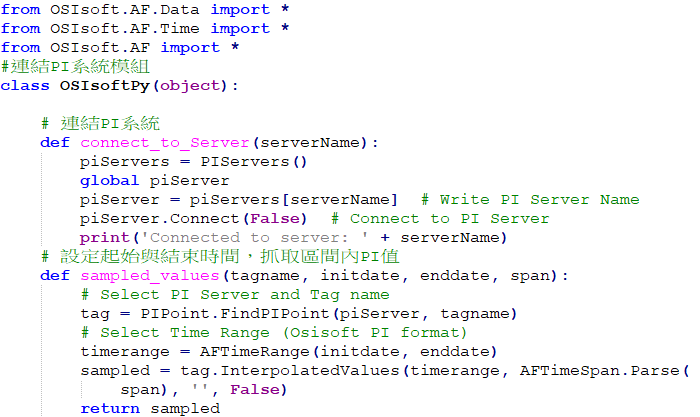 from OSIsoft.AF.Data import *
from OSIsoft.AF.Time import *
from OSIsoft.AF import *
#連結PI系統模組
class OSIsoftPy(object):
    # 連結PI系統
    def connect_to_Server(serverName):
        piServers = PIServers()
        global piServer
        piServer = piServers[serverName]  # Write PI Server Name
        piServer.Connect(False)  # Connect to PI Server
        print('Connected to server: ' + serverName)
    # 設定起始與結束時間，抓取區間內PI值
    def sampled_values(tagname, initdate, enddate, span):
        # Select PI Server and Tag name
        tag = PIPoint.FindPIPoint(piServer, tagname)
        # Select Time Range (Osisoft PI format)
        timerange = AFTimeRange(initdate, enddate)
        sampled = tag.InterpolatedValues(timerange, AFTimeSpan.Parse(
            span), '', False)
        return sampled